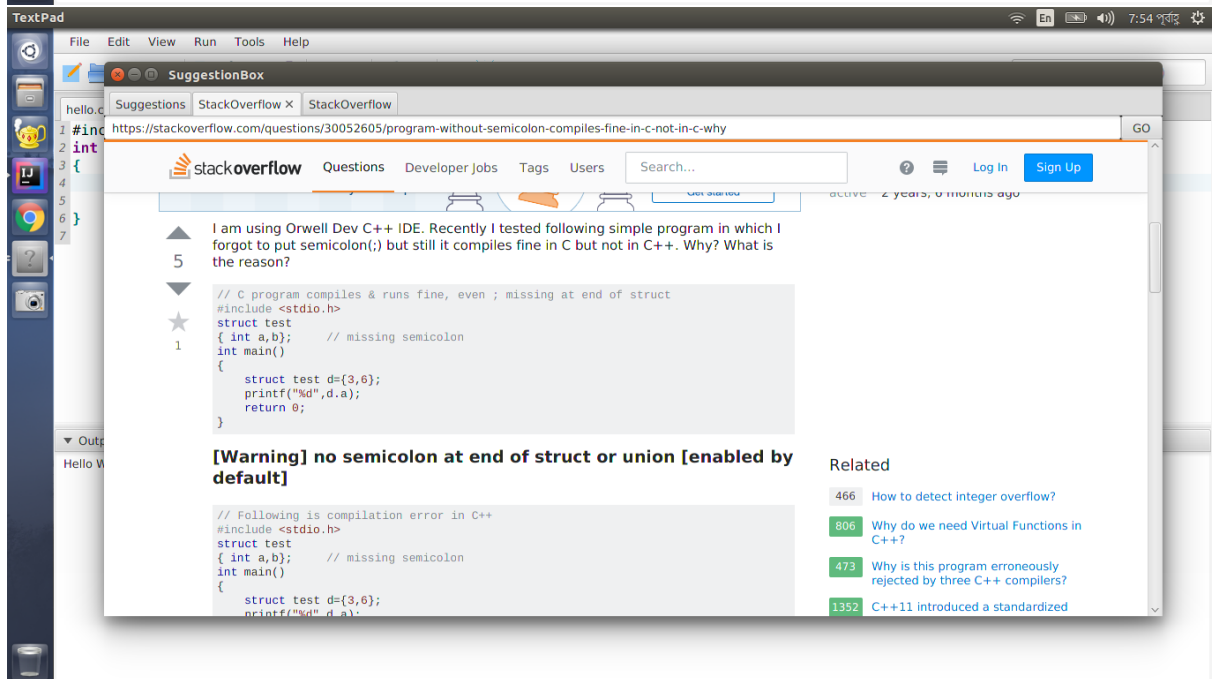 TextPad
En
7:54 পূর্বাহ্ণ
File Edit View Run Tools Help
SuggestionBox
hello.c
Suggestions StackOverflow × StackOverflow
https://stackoverflow.com/questions/30052605/program-without-semicolon-compiles-fine-in-c-not-in-c-why GO
1 #inc
2 int
3 {
4
5
6 }
7
stackoverflow Questions Developer Jobs Tags Users Search... Log In Sign Up
Get started
active 2 years, 6 months ago
I am using Orwell Dev C++ IDE. Recently I tested following simple program in which I
forgot to put semicolon(;) but still it compiles fine in C but not in C++. Why? What is
the reason?
5
1
// C program compiles & runs fine, even ; missing at end of struct
#include <stdio.h>
struct test
{ int a,b};     // missing semicolon
int main()
{
    struct test d={3,6};
    printf("%d",d.a);
    return 0;
}
▼ Outp
Hello W
[Warning] no semicolon at end of struct or union [enabled by
default]
// Following is compilation error in C++
#include <stdio.h>
struct test
{ int a,b};     // missing semicolon
int main()
{
    struct test d={3,6};
    printf("%d",d.a);
Related
466 How to detect integer overflow?
806 Why do we need Virtual Functions in
C++?
473 Why is this program erroneously
rejected by three C++ compilers?
1352 C++11 introduced a standardized